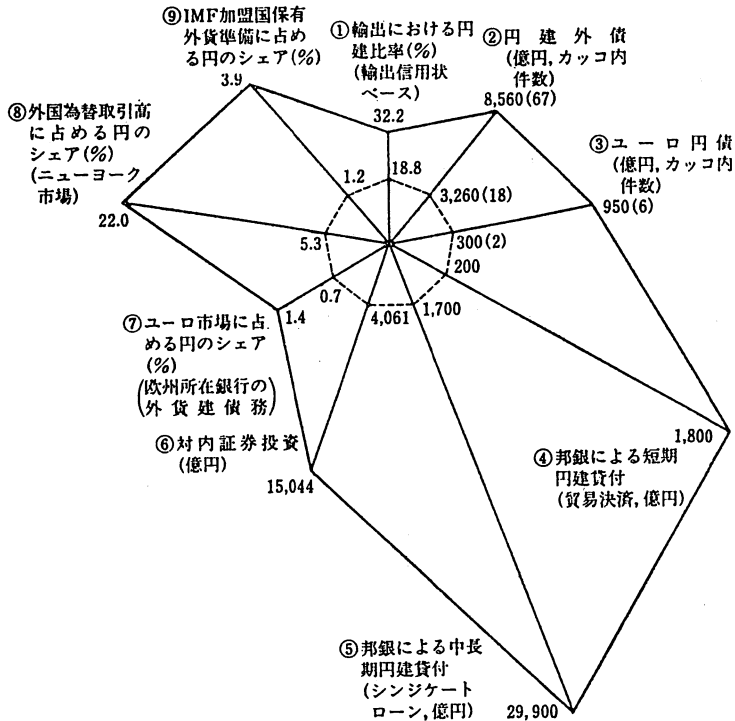 ①輸出における円
建比率(%)
(輸出信用状
ベース)
32.2
18.8
②円建外債
(億円,カッコ内
件数)
8,560(67)
3,260(18)
③ユーロ円債
(億円,カッコ内
件数)
950(6)
300(2)
200
1,800
④邦銀による短期
円建貸付
(貿易決済,億円)
1,700
⑤邦銀による中長
期円建貸付
(シンジケート
ローン,億円)
29,900
4,061
⑥対内証券投資
(億円)
15,044
0.7
1.4
⑦ユーロ市場に占
める円のシェア
(%)
(欧州所在銀行の
外貨建債務)
5.3
⑧外国為替取引高
に占める円の
シェア(%)
(ニューヨーク
市場)
22.0
1.2
⑨IMF加盟国保有
外貨準備に占め
る円のシェア(%)
3.9